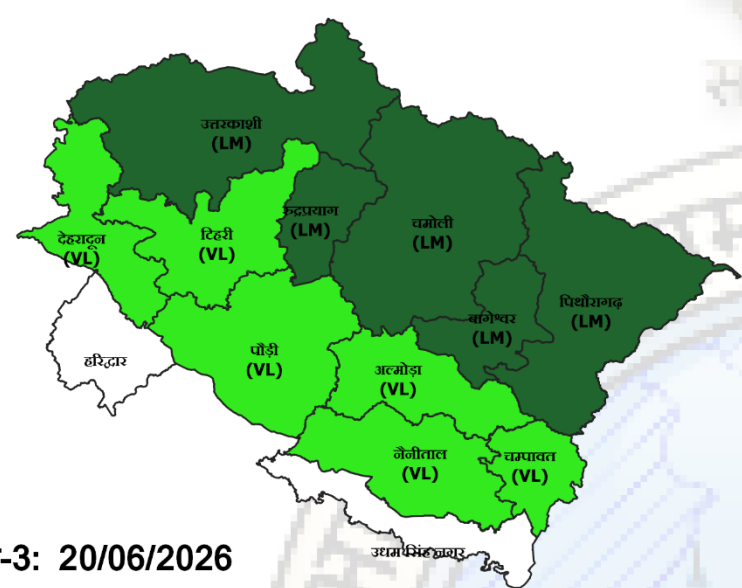 उत्तरकाशी
(LM)
देहरादून
(VL)
टिहरी
(VL)
रुद्रप्रयाग
(LM)
चमोली
(LM)
पिथौरागढ़
(LM)
बागेश्वर
(LM)
हरिद्वार
पौड़ी
(VL)
अल्मोड़ा
(VL)
नैनीताल
(VL)
चम्पावत
(VL)
उधमसिंहनगर
-3: 20/06/2026